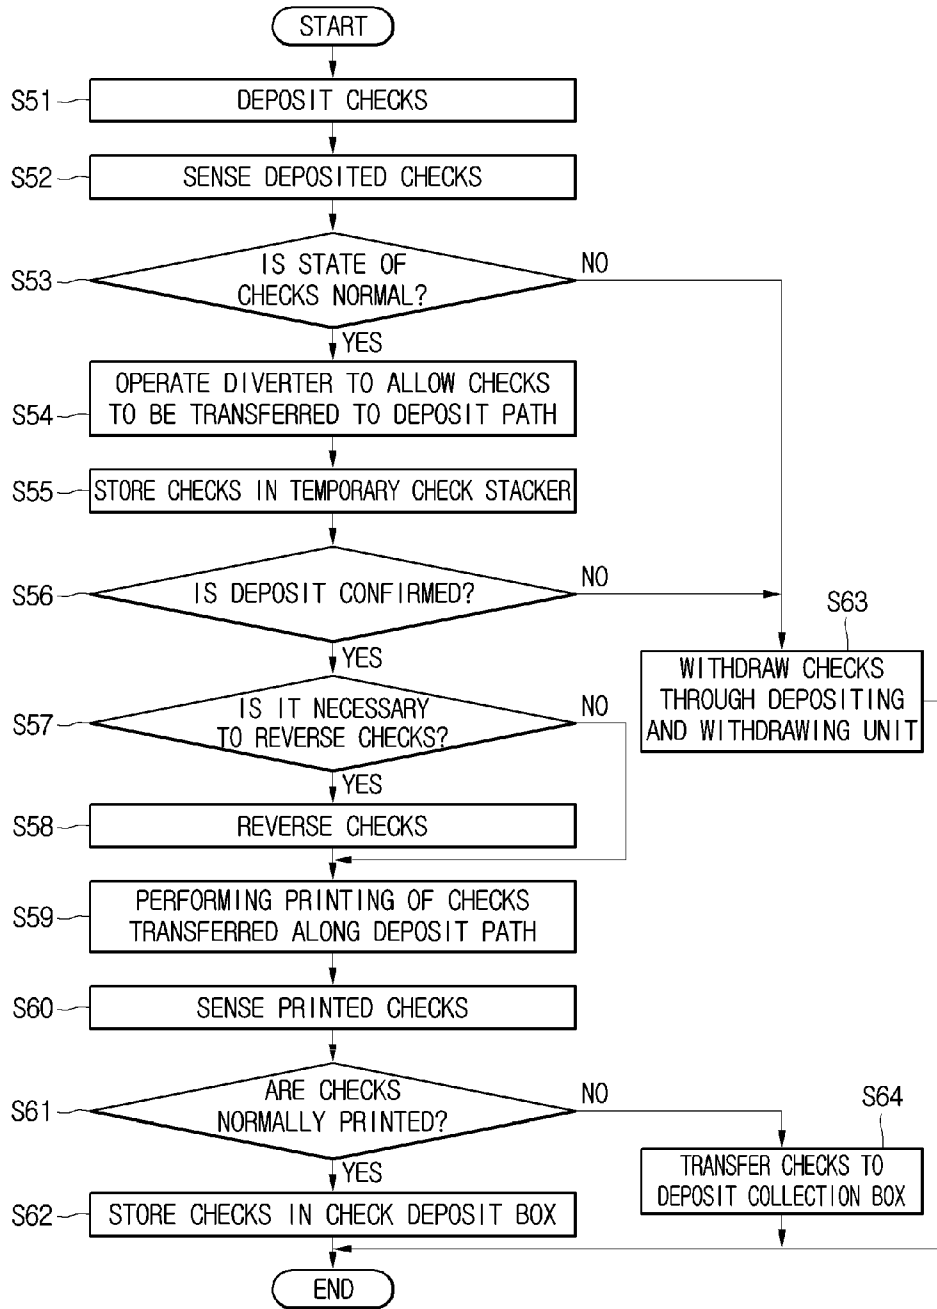 START
S51
DEPOSIT CHECKS
S52
SENSE DEPOSITED CHECKS
S53
IS STATE OF
CHECKS NORMAL?
NO
YES
S54
OPERATE DIVERTER TO ALLOW CHECKS
TO BE TRANSFERRED TO DEPOSIT PATH
S55
STORE CHECKS IN TEMPORARY CHECK STACKER
S56
IS DEPOSIT CONFIRMED?
NO
YES
S63
WITHDRAW CHECKS
THROUGH DEPOSITING
AND WITHDRAWING UNIT
S57
IS IT NECESSARY
TO REVERSE CHECKS?
NO
YES
S58
REVERSE CHECKS
S59
PERFORMING PRINTING OF CHECKS
TRANSFERRED ALONG DEPOSIT PATH
S60
SENSE PRINTED CHECKS
S61
ARE CHECKS
NORMALLY PRINTED?
NO
YES
S64
TRANSFER CHECKS TO
DEPOSIT COLLECTION BOX
S62
STORE CHECKS IN CHECK DEPOSIT BOX
END